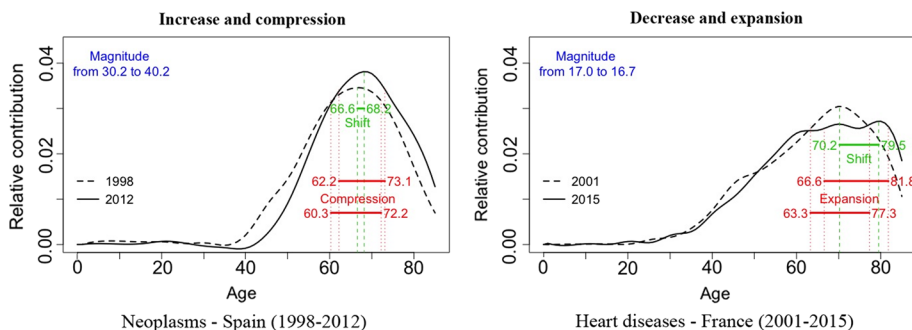 Increase and compression
Magnitude
from 30.2 to 40.2
Relative contribution
0.04
0.02
0.00
66.6
68.2
Shift
62.2
73.1
Compression
60.3
72.2
1998
2012
0
20
40
60
80
Age
Neoplasms - Spain (1998-2012)
Decrease and expansion
Magnitude
from 17.0 to 16.7
Relative contribution
0.04
0.02
0.00
70.2
79.5
Shift
66.6
81.8
Expansion
63.3
77.3
2001
2015
0
20
40
60
80
Age
Heart diseases - France (2001-2015)